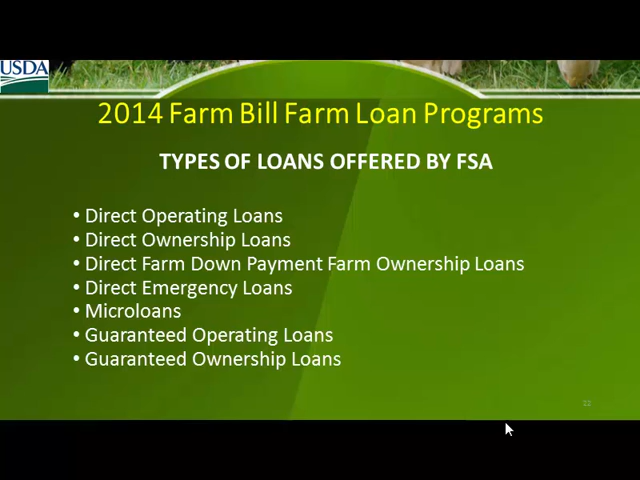 USDA
2014 Farm Bill Farm Loan Programs
TYPES OF LOANS OFFERED BY FSA
• Direct Operating Loans
• Direct Ownership Loans
• Direct Farm Down Payment Farm Ownership Loans
• Direct Emergency Loans
• Microloans
• Guaranteed Operating Loans
• Guaranteed Ownership Loans
22